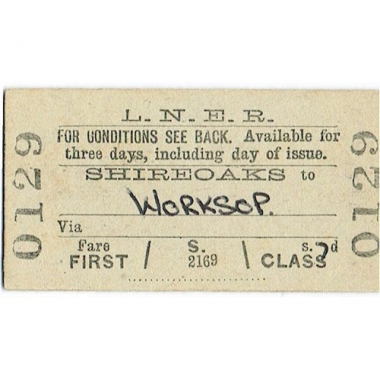 L. N. E. R.
FOR CONDITIONS SEE BACK. Available for
three days, including day of issue.
SHIREOAKS to
WORKSOP.
Via
Fare / S. / s. d
FIRST 2169 CLASS
0129
0129